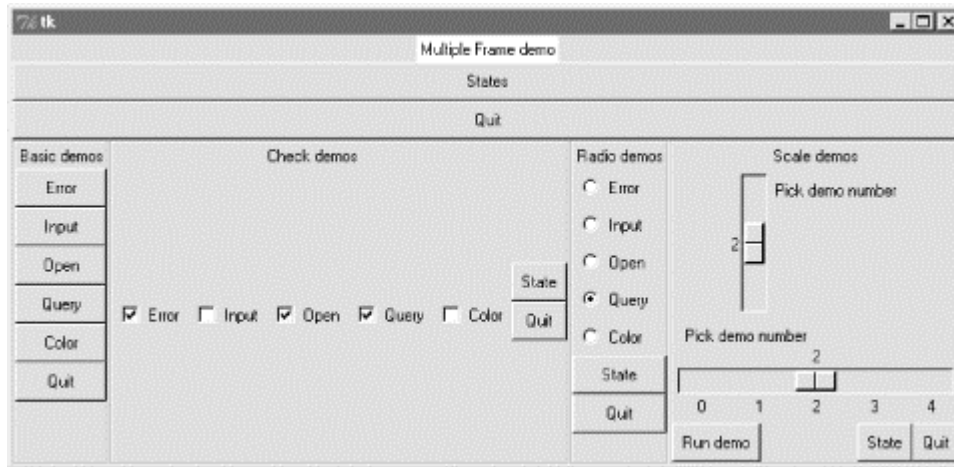 tk
Multiple Frame demo
States
Quit
Basic demos
Error
Input
Open
Query
Color
Quit
Check demos
Error Input Open Query Color
State
Quit
Radio demos
Error
Input
Open
Query
Color
State
Quit
Scale demos
Pick demo number
2
Pick demo number
2
0 1 2 3 4
Run demo State Quit